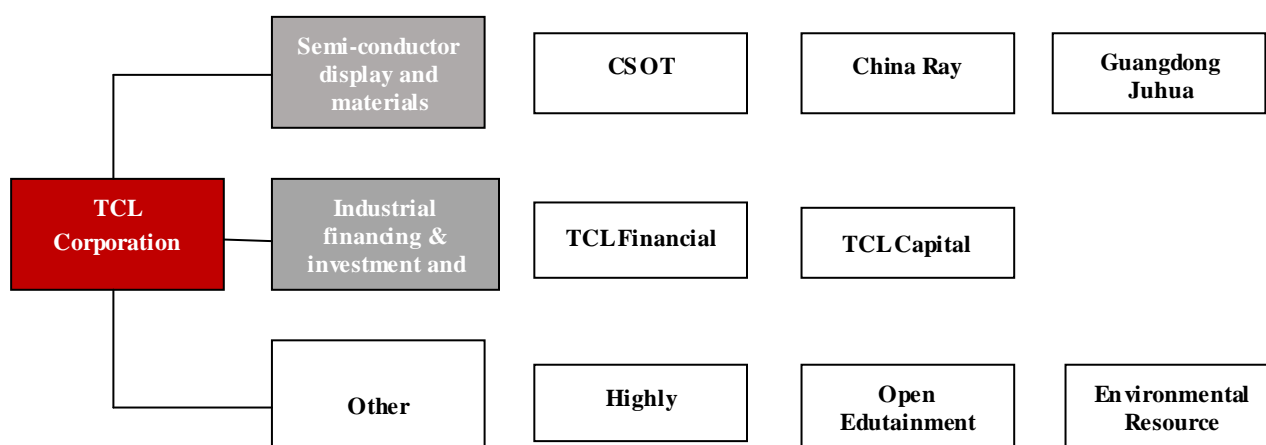 Semi-conductor
display and
materials
CSOT
China Ray
Guangdong
Juhua
TCL
Corporation
Industrial
financing &
investment and
TCL Financial
TCL Capital
Other
Highly
Open
Edutainment
Environmental
Resource